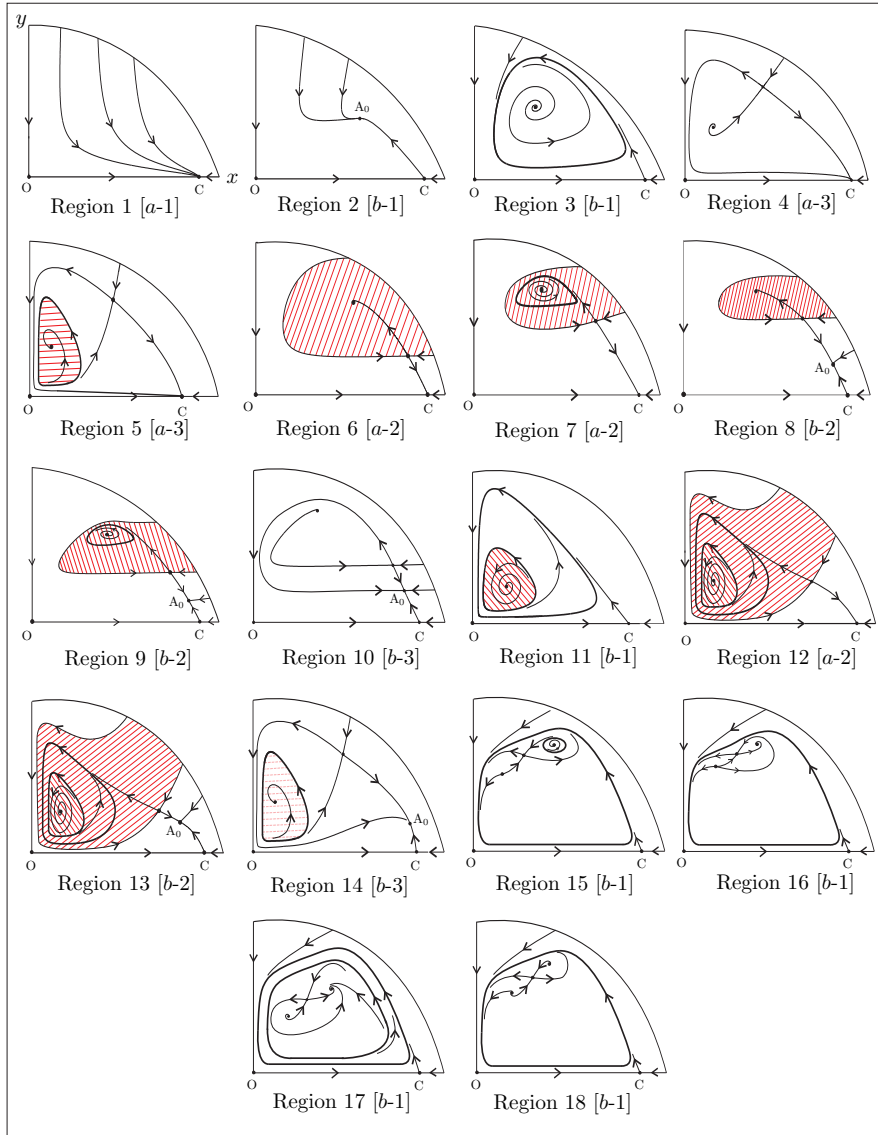 y
A₀
O C x O C O C O C
Region 1 [a-1] Region 2 [b-1] Region 3 [b-1] Region 4 [a-3]
A₀
O C O C O C O C
Region 5 [a-3] Region 6 [a-2] Region 7 [a-2] Region 8 [b-2]
A₀ A₀
O C O C O C O C
Region 9 [b-2] Region 10 [b-3] Region 11 [b-1] Region 12 [a-2]
A₀ A₀
O C O C O C O C
Region 13 [b-2] Region 14 [b-3] Region 15 [b-1] Region 16 [b-1]
O C O C
Region 17 [b-1] Region 18 [b-1]